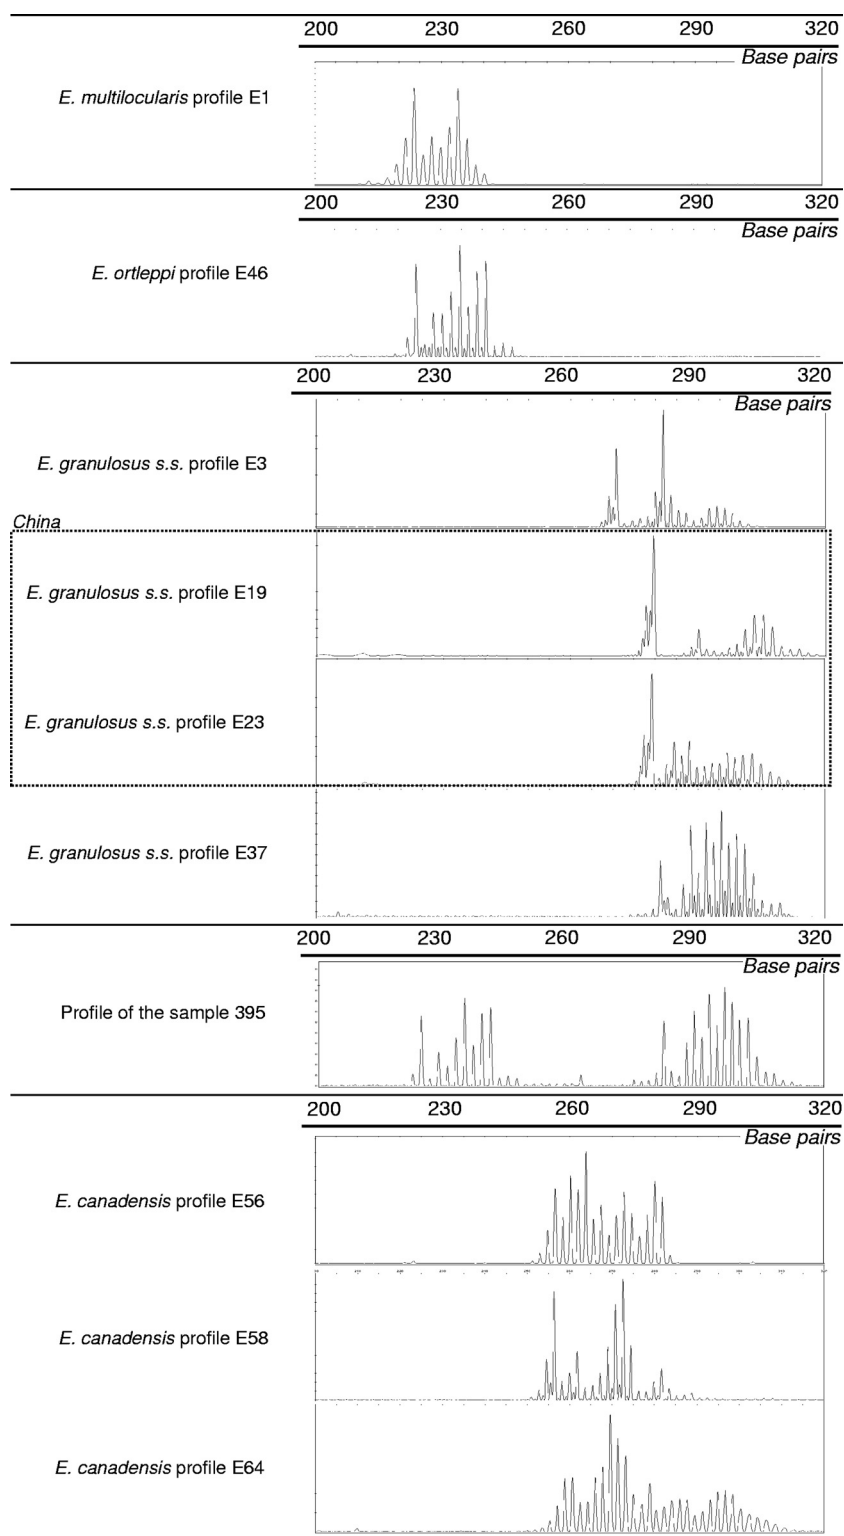 200 230 260 290 320
Base pairs
E. multilocularis profile E1
200 230 260 290 320
Base pairs
E. ortleppi profile E46
200 230 260 290 320
Base pairs
E. granulosus s.s. profile E3
China
E. granulosus s.s. profile E19
E. granulosus s.s. profile E23
E. granulosus s.s. profile E37
200 230 260 290 320
Base pairs
Profile of the sample 395
200 230 260 290 320
Base pairs
E. canadensis profile E56
E. canadensis profile E58
E. canadensis profile E64